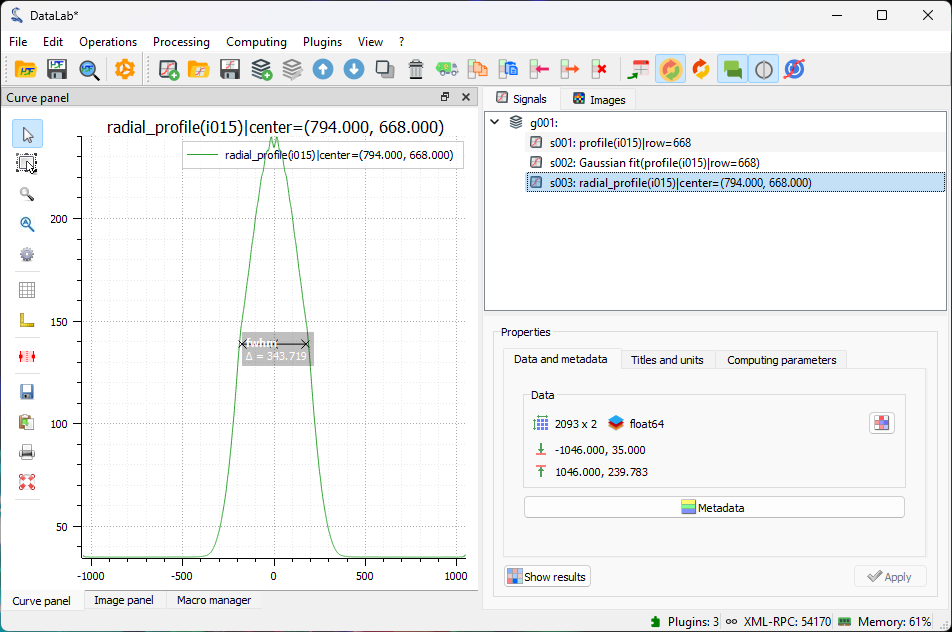 DataLab*
File Edit Operations Processing Computing Plugins View ?
Curve panel
radial_profile(i015)|center=(794.000, 668.000)
radial_profile(i015)|center=(794.000, 668.000)
200
150
100
50
fwhm
Δ = 343.719
-1000 -500 0 500 1000
Curve panel Image panel Macro manager
Signals Images
g001:
s001: profile(i015)|row=668
s002: Gaussian fit(profile(i015)|row=668)
s003: radial_profile(i015)|center=(794.000, 668.000)
Properties
Data and metadata Titles and units Computing parameters
Data
2093 x 2 float64
-1046.000, 35.000
1046.000, 239.783
Metadata
Show results Apply
Plugins: 3 XML-RPC: 54170 Memory: 61%